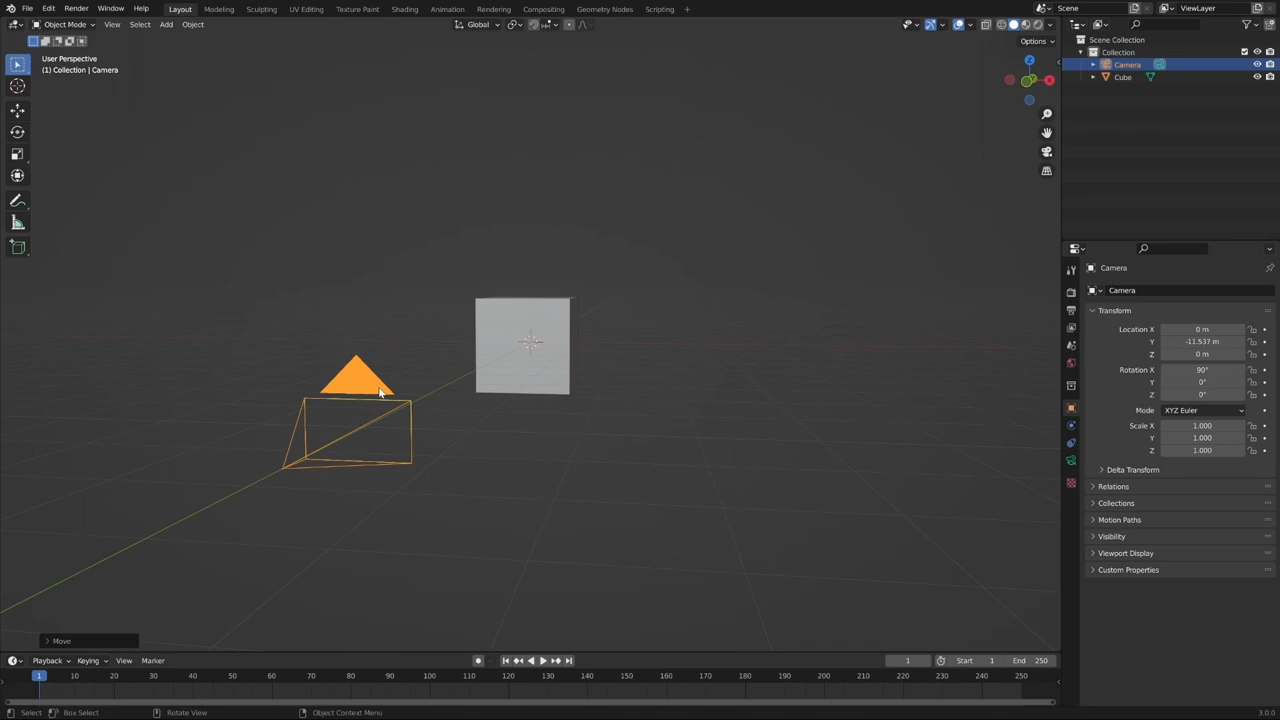 File Edit Render Window Help Layout Modeling Sculpting UV Editing Texture Paint Shading Animation Rendering Compositing Geometry Nodes Scripting + Scene ViewLayer
Object Mode View Select Add Object Global
Options
User Perspective
(1) Collection | Camera
Scene Collection
Collection
Camera
Cube
X
Z
Camera
Camera
Transform
Location X 0 m
Y -11.537 m
Z 0 m
Rotation X 90°
Y 0°
Z 0°
Mode XYZ Euler
Scale X 1.000
Y 1.000
Z 1.000
Delta Transform
Relations
Collections
Motion Paths
Visibility
Viewport Display
Custom Properties
Move
Playback Keying View Marker 1 Start 1 End 250
1 10 20 30 40 50 60 70 80 90 100 110 120 130 140 150 160 170 180 190 200 210 220 230 240 250
Select Box Select Rotate View Object Context Menu 3.0.0